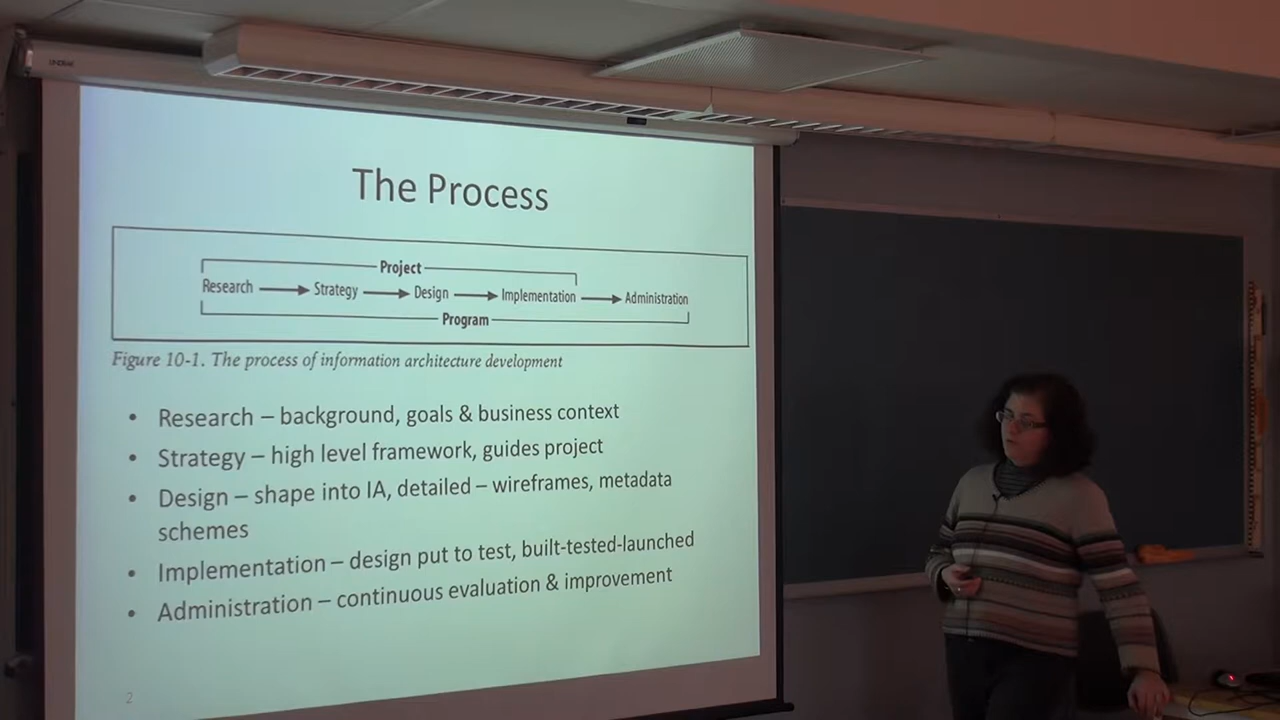 The Process
Project
Research Strategy Design Implementation Administration
Program
Figure 10-1. The process of information architecture development
• Research – background, goals & business context
• Strategy – high level framework, guides project
• Design – shape into IA, detailed – wireframes, metadata
schemes
• Implementation – design put to test, built-tested-launched
• Administration – continuous evaluation & improvement
2